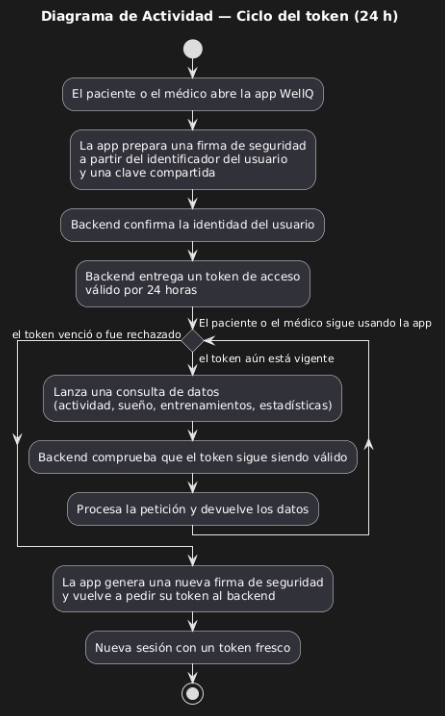 Diagrama de Actividad — Ciclo del token (24 h)
El paciente o el médico abre la app WellQ
La app prepara una firma de seguridad
a partir del identificador del usuario
y una clave compartida
Backend confirma la identidad del usuario
Backend entrega un token de acceso
válido por 24 horas
El paciente o el médico sigue usando la app
el token venció o fue rechazado
el token aún está vigente
Lanza una consulta de datos
(actividad, sueño, entrenamientos, estadísticas)
Backend comprueba que el token sigue siendo válido
Procesa la petición y devuelve los datos
La app genera una nueva firma de seguridad
y vuelve a pedir su token al backend
Nueva sesión con un token fresco